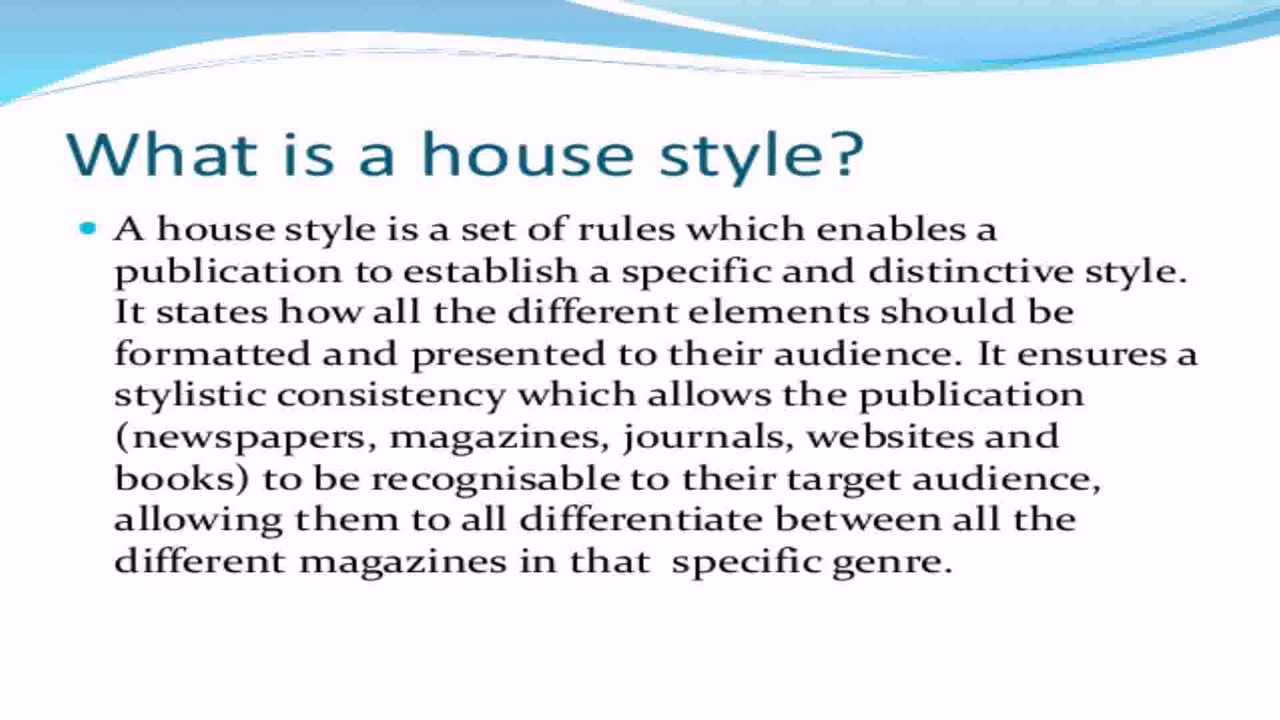 What is a house style?
• A house style is a set of rules which enables a
publication to establish a specific and distinctive style.
It states how all the different elements should be
formatted and presented to their audience. It ensures a
stylistic consistency which allows the publication
(newspapers, magazines, journals, websites and
books) to be recognisable to their target audience,
allowing them to all differentiate between all the
different magazines in that  specific genre.